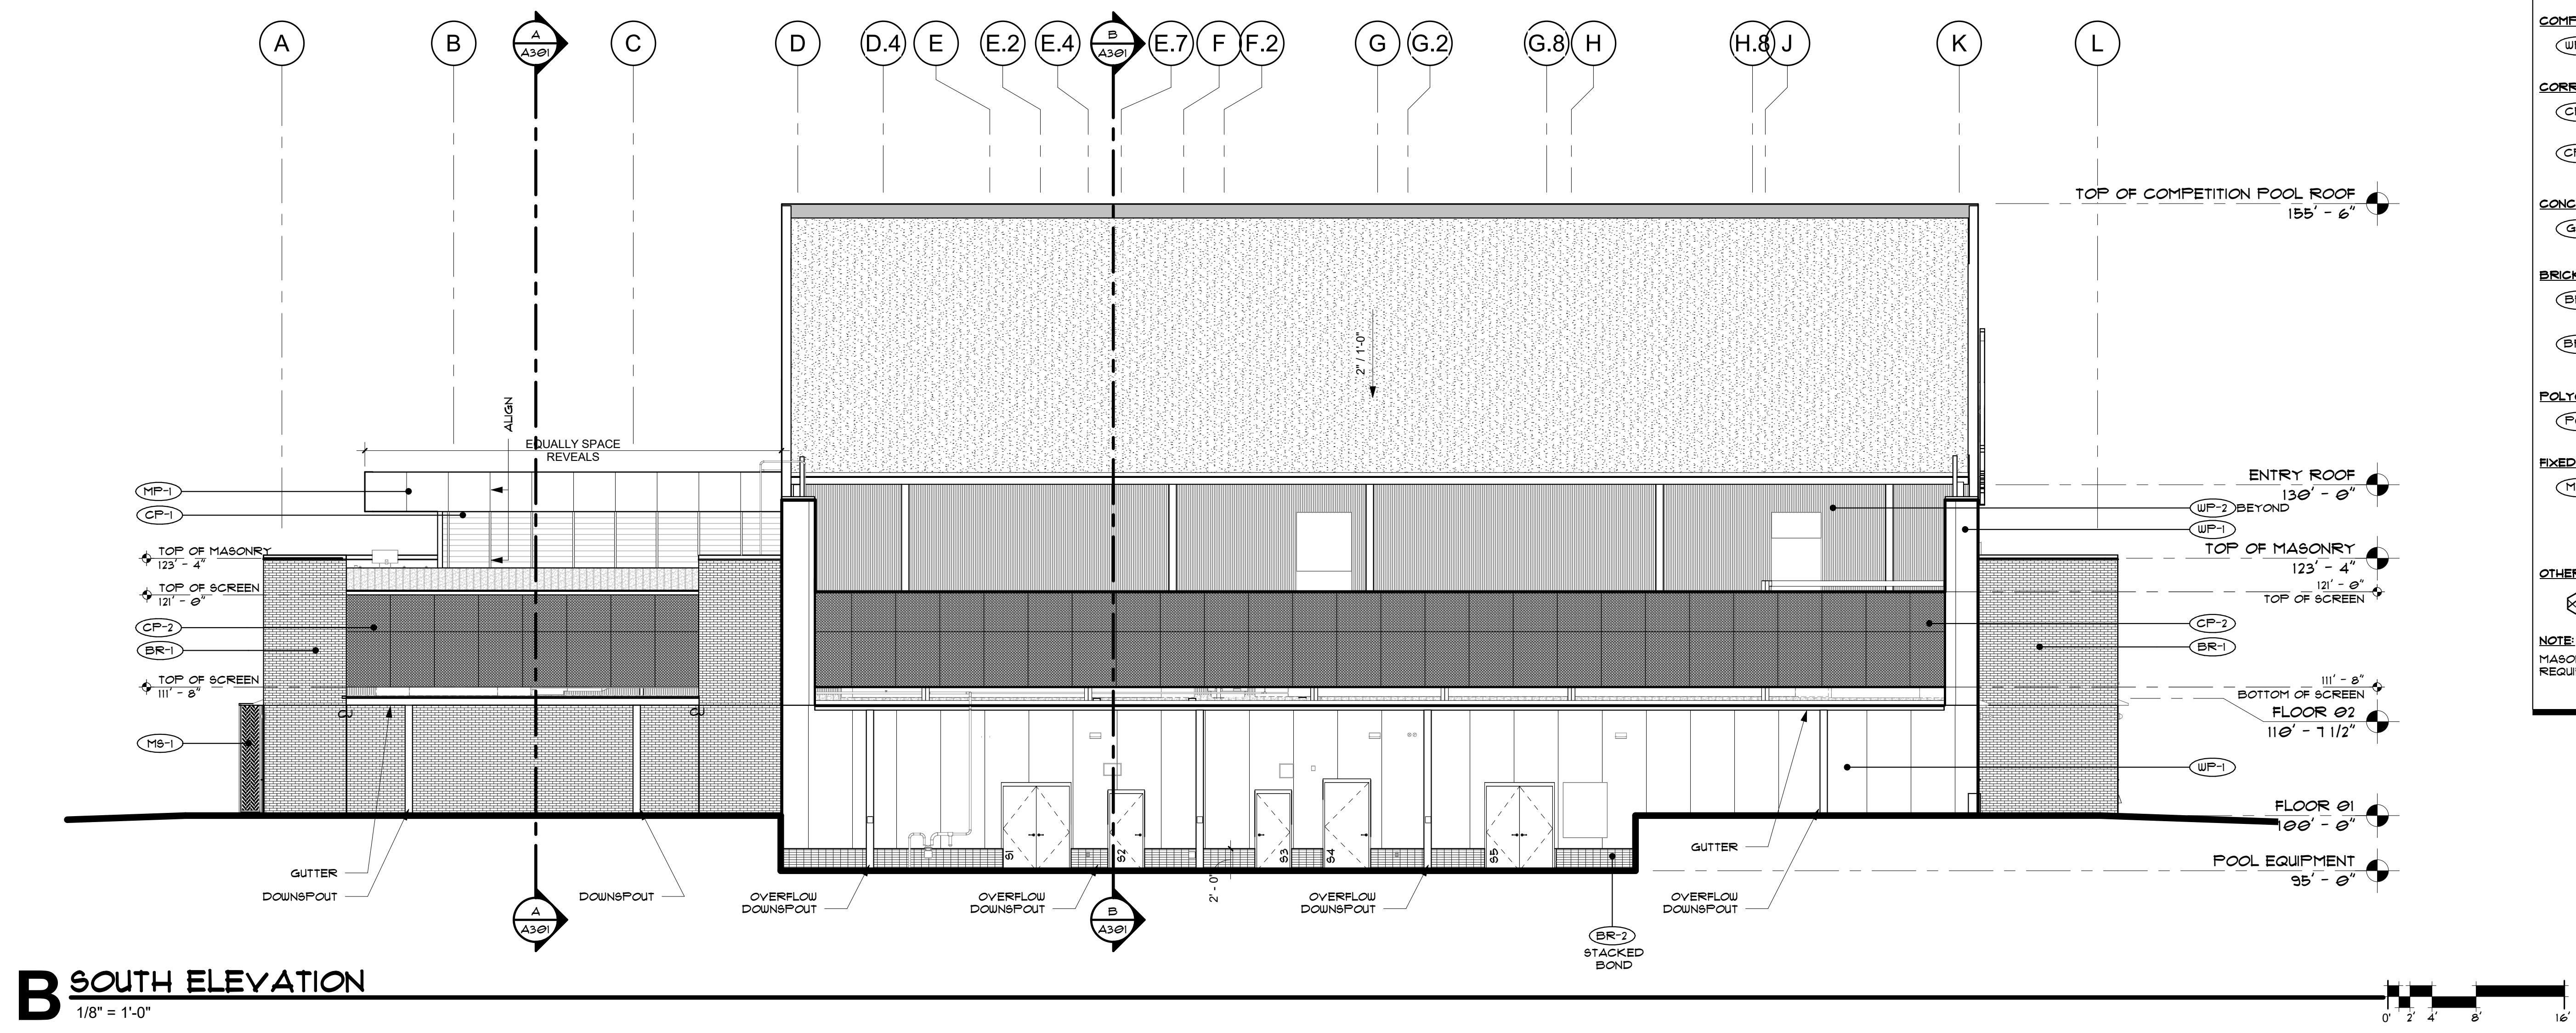 A
B
A
A301
C
D
D.4
E
E.2
E.4
B
A301
E.7
F
F.2
G
G.2
G.8
H
H.8
J
K
L
TOP OF COMPETITION POOL ROOF
155' - 6"
2" / 1'-0"
ALIGN
EQUALLY SPACE
REVEALS
MP-1
CP-1
TOP OF MASONRY
123' - 4"
TOP OF SCREEN
121' - 0"
CP-2
BR-1
TOP OF SCREEN
111' - 8"
MS-1
ENTRY ROOF
130' - 0"
WP-2 BEYOND
WP-1
TOP OF MASONRY
123' - 4"
121' - 0"
TOP OF SCREEN
CP-2
BR-1
111' - 8"
BOTTOM OF SCREEN
FLOOR 02
110' - 7 1/2"
WP-1
FLOOR 01
100' - 0"
POOL EQUIPMENT
95' - 0"
S1
S2
S3
S4
S5
2' - 0"
GUTTER
DOWNSPOUT
DOWNSPOUT
OVERFLOW
DOWNSPOUT
OVERFLOW
DOWNSPOUT
OVERFLOW
DOWNSPOUT
GUTTER
OVERFLOW
DOWNSPOUT
A
A301
B
A301
BR-2
STACKED
BOND
B SOUTH ELEVATION
1/8" = 1'-0"
0' 2' 4' 8' 16'
FIXED
NOTE: